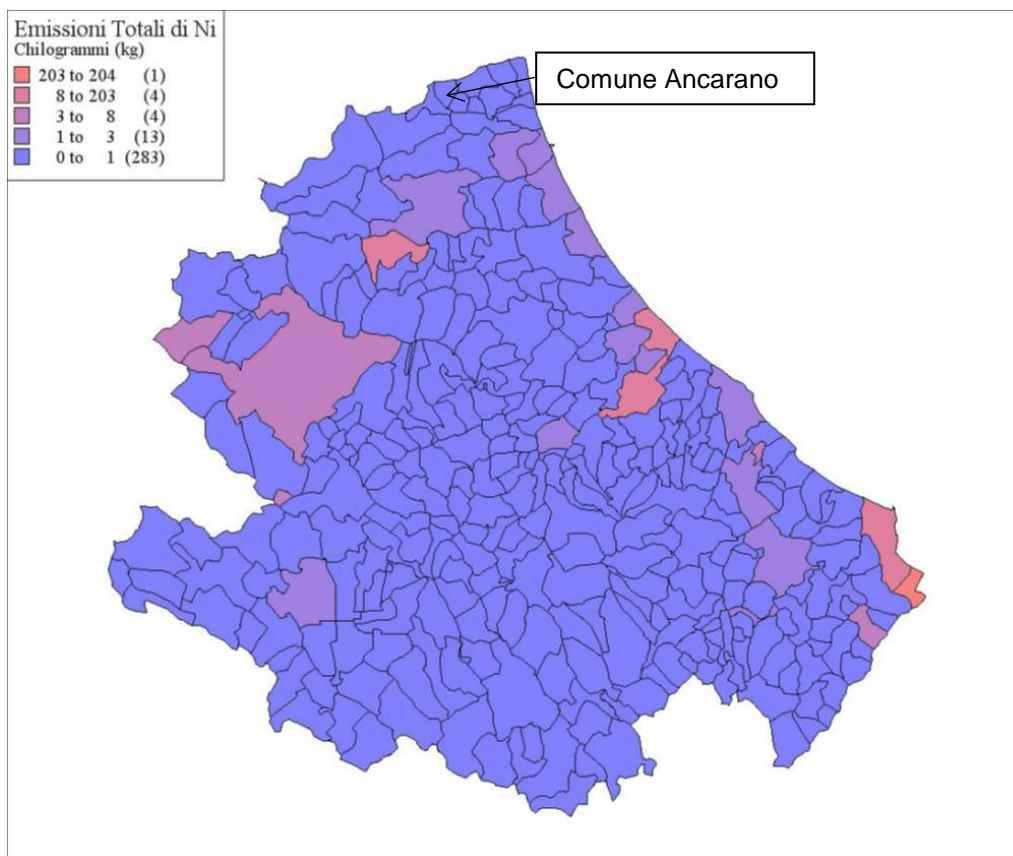 Emissioni Totali di Ni
Chilogrammi (kg)
203 to 204 (1)
8 to 203 (4)
3 to 8 (4)
1 to 3 (13)
0 to 1 (283)
Comune Ancarano